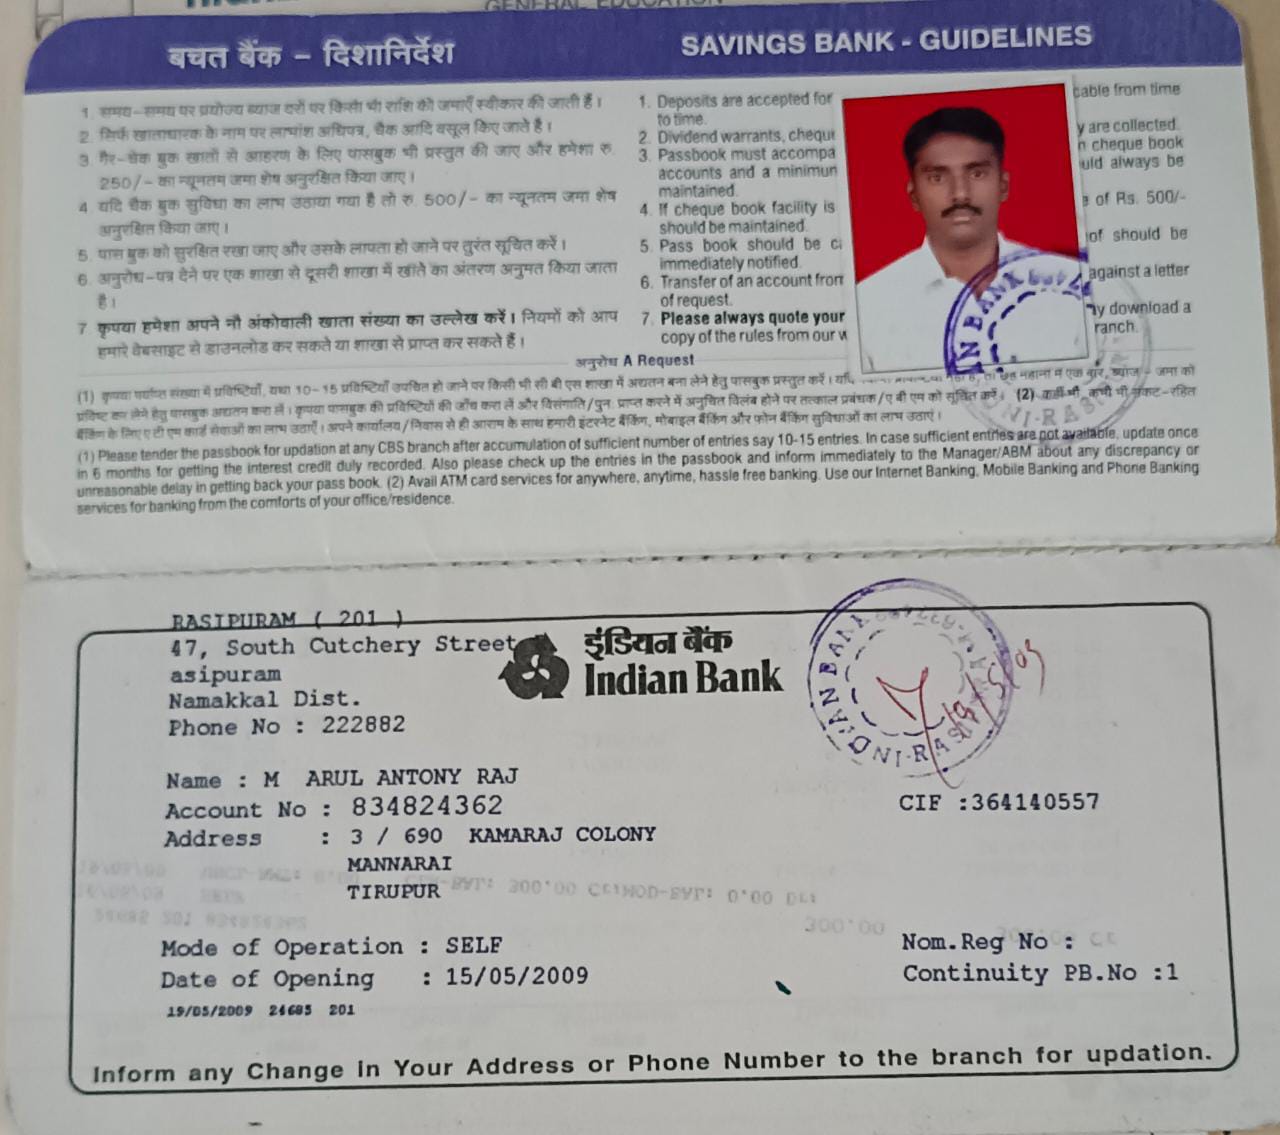 GENERAL EDUCATION
बचत बैंक – दिशानिर्देश
1. समय-समय पर प्रयोज्य ब्याज दरों पर किसी भी राशि की जमाएँ स्वीकार की जाती हैं।
2. सिर्फ खाताधारक के नाम पर लाभांश अधिपत्र, चैक आदि वसूल किए जाते है।
3. गैर-चेक बुक खातों से आहरण के लिए पासबुक भी प्रस्तुत की जाए और हमेशा रु.
250/- का न्यूनतम जमा शेष अनुरक्षित किया जाए।
4. यदि चैक बुक सुविधा का लाभ उठाया गया है तो रु. 500/- का न्यूनतम जमा शेष
अनुरक्षित किया जाए।
5. पास बुक को सुरक्षित रखा जाए और उसके लापता हो जाने पर तुरंत सूचित करें।
6. अनुरोध-पत्र देने पर एक शाखा से दूसरी शाखा में खाते का अंतरण अनुमत किया जाता
है।
7. कृपया हमेशा अपने नौ अंकोवाली खाता संख्या का उल्लेख करें। नियमों को आप
हमारे वेबसाइट से डाउनलोड कर सकते या शाखा से प्राप्त कर सकते हैं।
SAVINGS BANK - GUIDELINES
1. Deposits are accepted for cable from time
to time.
2. Dividend warrants, chequ y are collected.
3. Passbook must accompa n cheque book
accounts and a minimun uld always be
maintained.
4. If cheque book facility is of Rs. 500/-
should be maintained.
5. Pass book should be c of should be
immediately notified.
6. Transfer of an account fron against a letter
of request.
7. Please always quote your y download a
copy of the rules from our w ranch.
अनुरोध A Request
(1) कृपया पर्याप्त संख्या में प्रविष्टियाँ, यथा 10-15 प्रविष्टियाँ उपचित हो जाने पर किसी भी सी बी एस शाखा में अद्यतन बना लेने हेतु पासबुक प्रस्तुत करें। एक बार, ब्याज - जमा को
प्रविष्ट कर लेने हेतु पासबुक अद्यतन करा लें। कृपया पासबुक की प्रविष्टियों की जाँच करा लें और विसंगति/पुन. प्राप्त करने में अनुचित विलंब होने पर तत्काल प्रबंधक/ए बी एम को सूचित करें। (2) कहीं भी, कभी भी, झंझट-रहित
बैंकिंग के लिए ए टी एम कार्ड सेवाओं का लाभ उठाएँ। अपने कार्यालय/निवास से ही आराम के साथ हमारी इंटरनेट बैंकिंग, मोबाइल बैंकिंग और फोन बैंकिंग सुविधाओं का लाभ उठाएं।
(1) Please tender the passbook for updation at any CBS branch after accumulation of sufficient number of entries say 10-15 entries. In case sufficient entries are not available, update once
in 6 months for getting the interest credit duly recorded. Also please check up the entries in the passbook and inform immediately to the Manager/ABM about any discrepancy or
unreasonable delay in getting back your pass book. (2) Avail ATM card services for anywhere, anytime, hassle free banking. Use our Internet Banking, Mobile Banking and Phone Banking
services for banking from the comforts of your office/residence.
RASIPURAM ( 201 )
47, South Cutchery Street
asipuram
Namakkal Dist.
Phone No : 222882
इंडियन बैंक
Indian Bank
INDIAN BANK
Name : M ARUL ANTONY RAJ
Account No : 834824362
CIF :364140557
Address : 3 / 690 KAMARAJ COLONY
MANNARAI
TIRUPUR
Mode of Operation : SELF
Nom.Reg No :
Date of Opening : 15/05/2009
Continuity PB.No :1
19/05/2009 24685 201
Inform any Change in Your Address or Phone Number to the branch for updation.